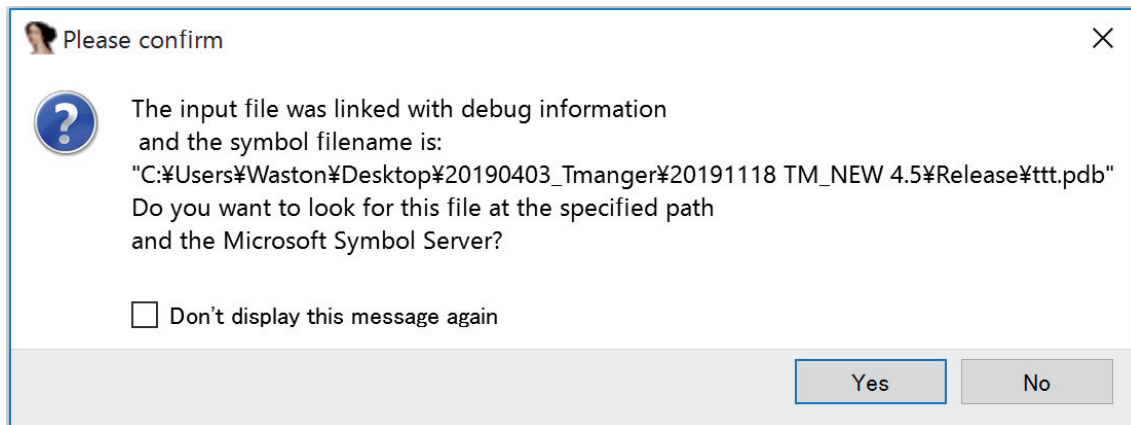 Please confirm
The input file was linked with debug information
and the symbol filename is:
"C:¥Users¥Waston¥Desktop¥20190403_Tmanger¥20191118 TM_NEW 4.5¥Release¥ttt.pdb"
Do you want to look for this file at the specified path
and the Microsoft Symbol Server?
Don't display this message again
Yes
No